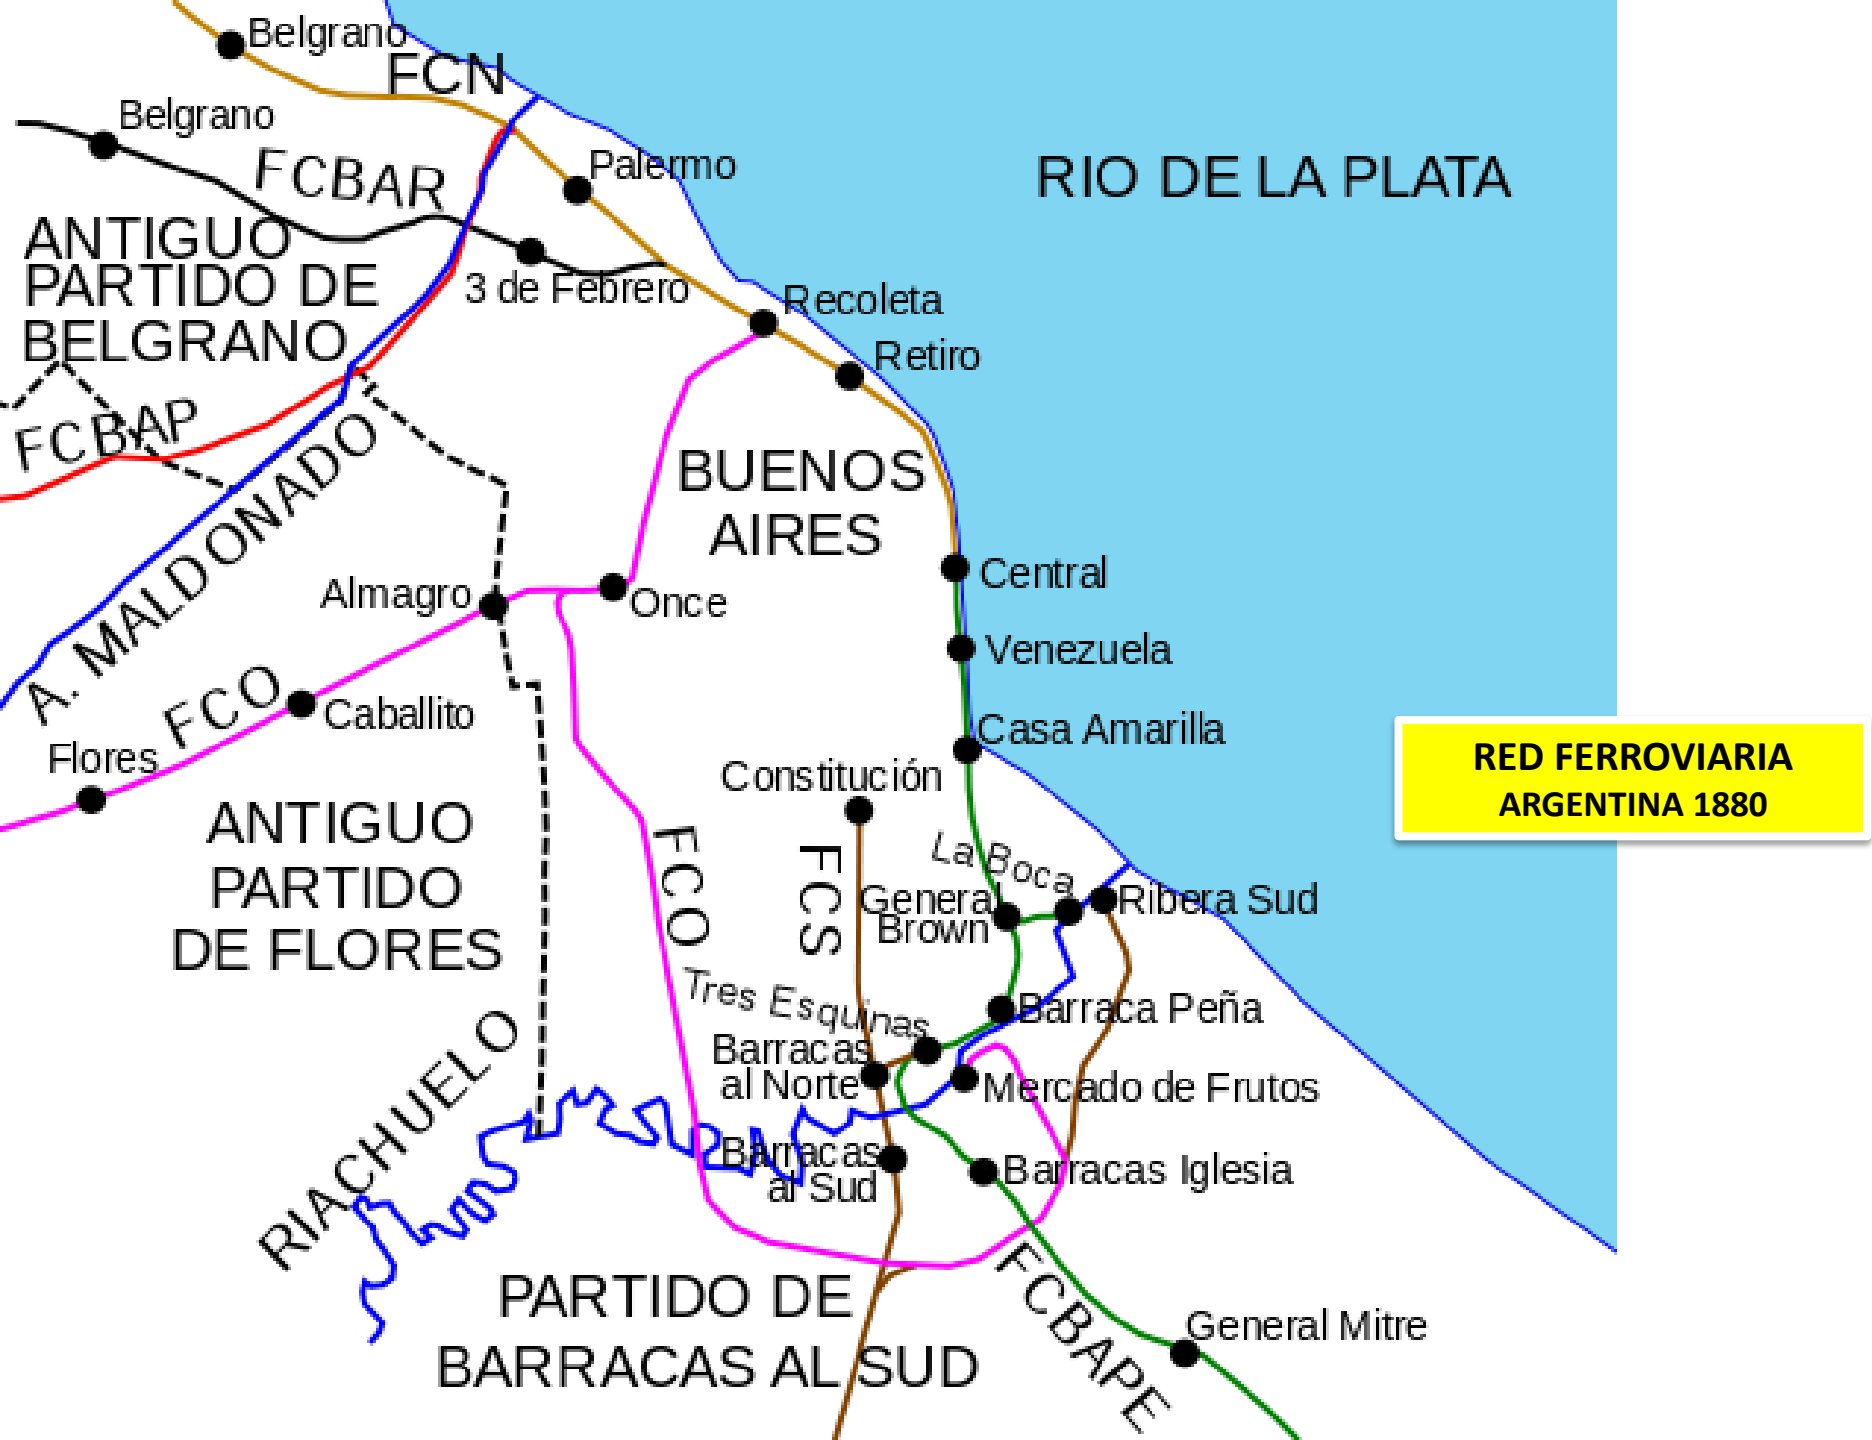 Belgrano
FCN
Belgrano
FCBAR
Palermo
RIO DE LA PLATA
ANTIGUO
PARTIDO DE
BELGRANO
3 de Febrero
Recoleta
Retiro
FCBAP
A. MALDONADO
BUENOS
AIRES
Central
Almagro
Once
Venezuela
FCO
Caballito
Casa Amarilla
Flores
Constitución
RED FERROVIARIA
ARGENTINA 1880
ANTIGUO
PARTIDO
DE FLORES
FCO
FCS
La Boca
General
Brown
Ribera Sud
Tres Esquinas
Barraca Peña
Barracas
al Norte
Mercado de Frutos
RIACHUELO
Barracas
al Sud
Barracas Iglesia
PARTIDO DE
BARRACAS AL SUD
FCBAPE
General Mitre